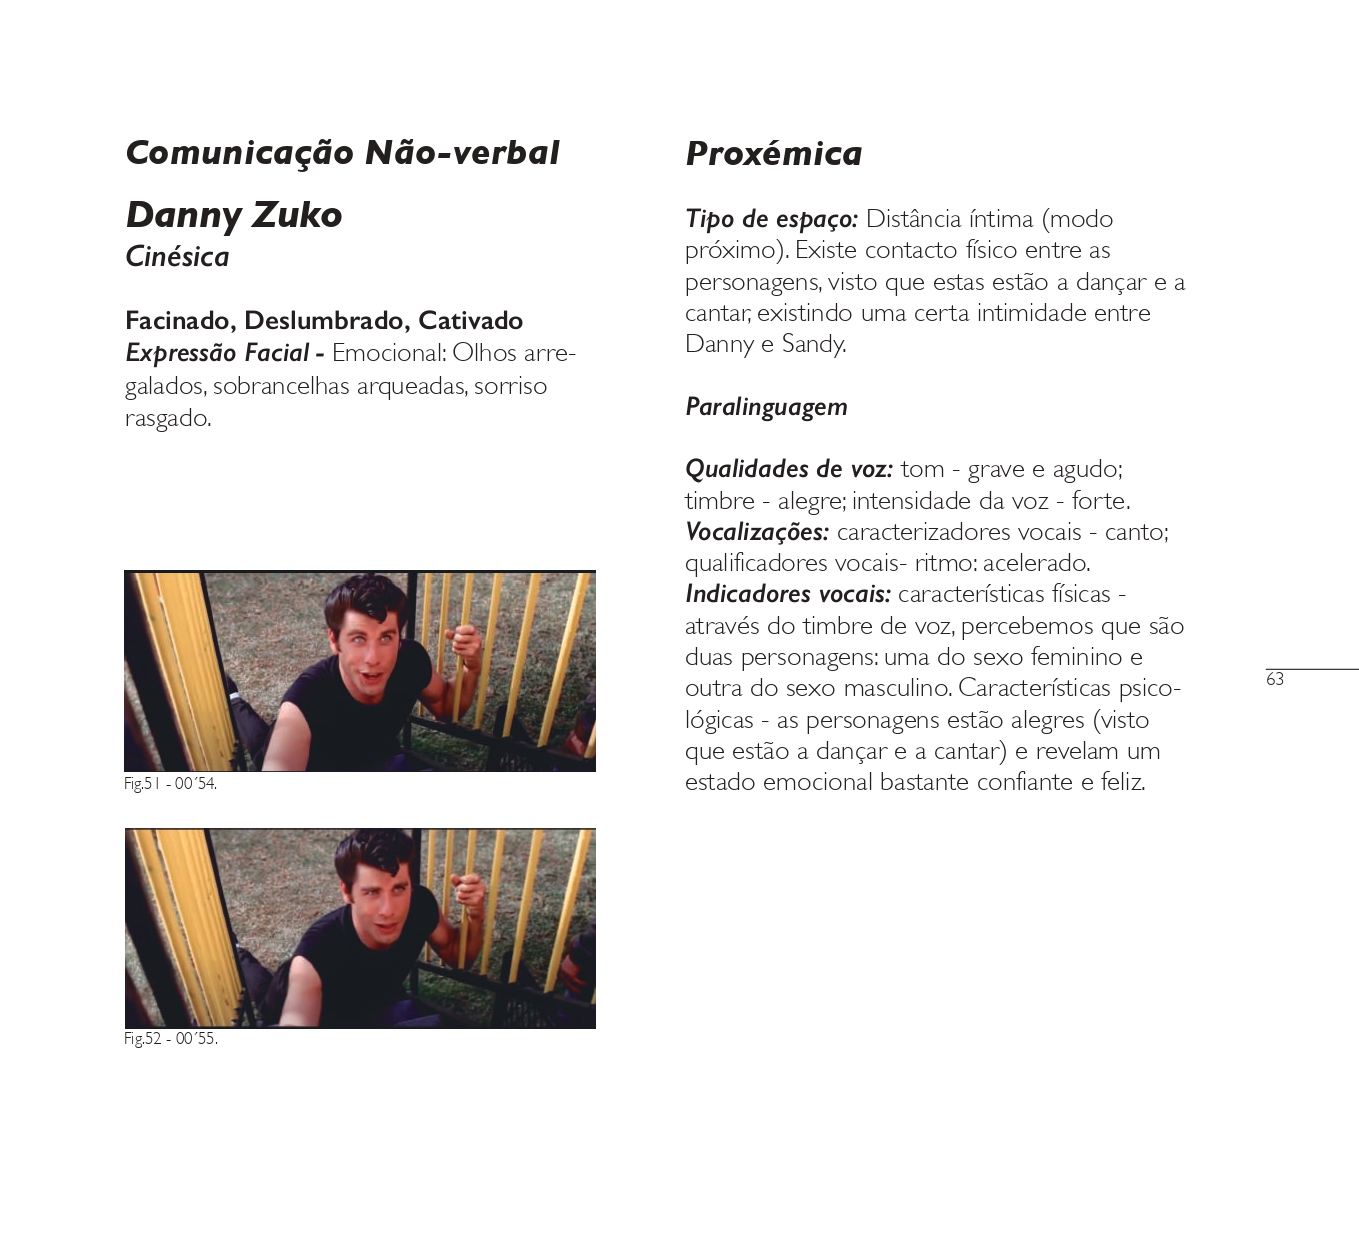 Comunicação Não-verbal
Danny Zuko
Cinésica
Facinado, Deslumbrado, Cativado
Expressão Facial - Emocional: Olhos arre-
galados, sobrancelhas arqueadas, sorriso
rasgado.
Fig.51 - 00´54.
Fig.52 - 00´55.
Proxémica
Tipo de espaço: Distância íntima (modo
próximo). Existe contacto físico entre as
personagens, visto que estas estão a dançar e a
cantar, existindo uma certa intimidade entre
Danny e Sandy.
Paralinguagem
Qualidades de voz: tom - grave e agudo;
timbre - alegre; intensidade da voz - forte.
Vocalizações: caracterizadores vocais - canto;
qualificadores vocais- ritmo: acelerado.
Indicadores vocais: características físicas -
através do timbre de voz, percebemos que são
duas personagens: uma do sexo feminino e
outra do sexo masculino. Características psico-
lógicas - as personagens estão alegres (visto
que estão a dançar e a cantar) e revelam um
estado emocional bastante confiante e feliz.
63